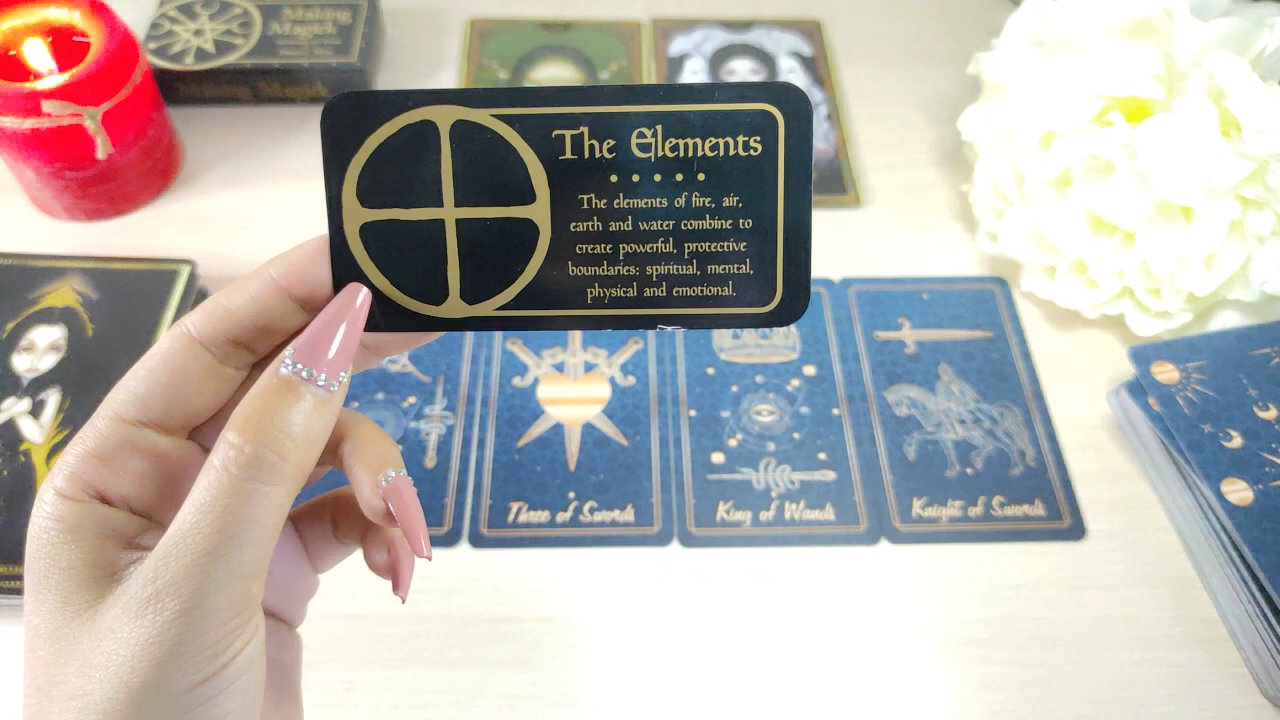 Making
Magick
The Elements
The elements of fire, air,
earth and water combine to
create powerful, protective
boundaries: spiritual, mental,
physical and emotional.
Three of Swords
King of Wands
Knight of Swords